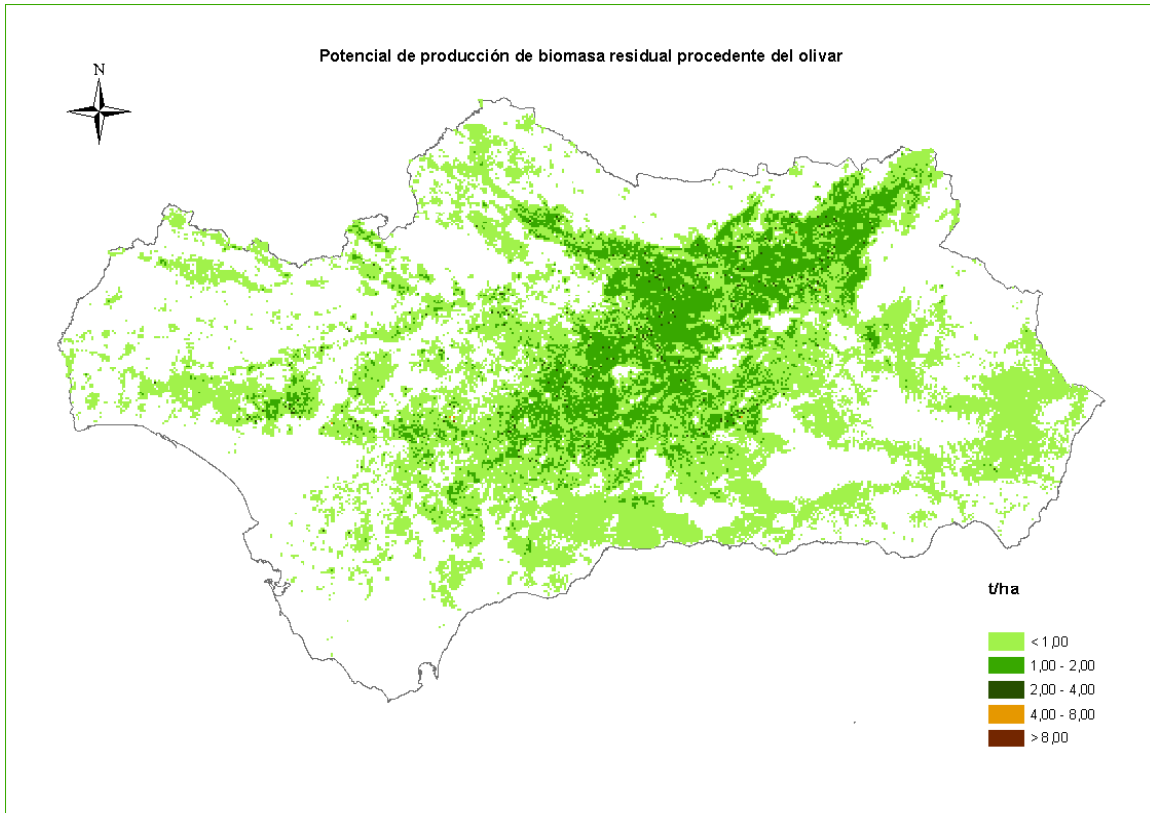 Potencial de producción de biomasa residual procedente del olivar
N
t/ha
< 1,00
1,00 - 2,00
2,00 - 4,00
4,00 - 8,00
> 8,00